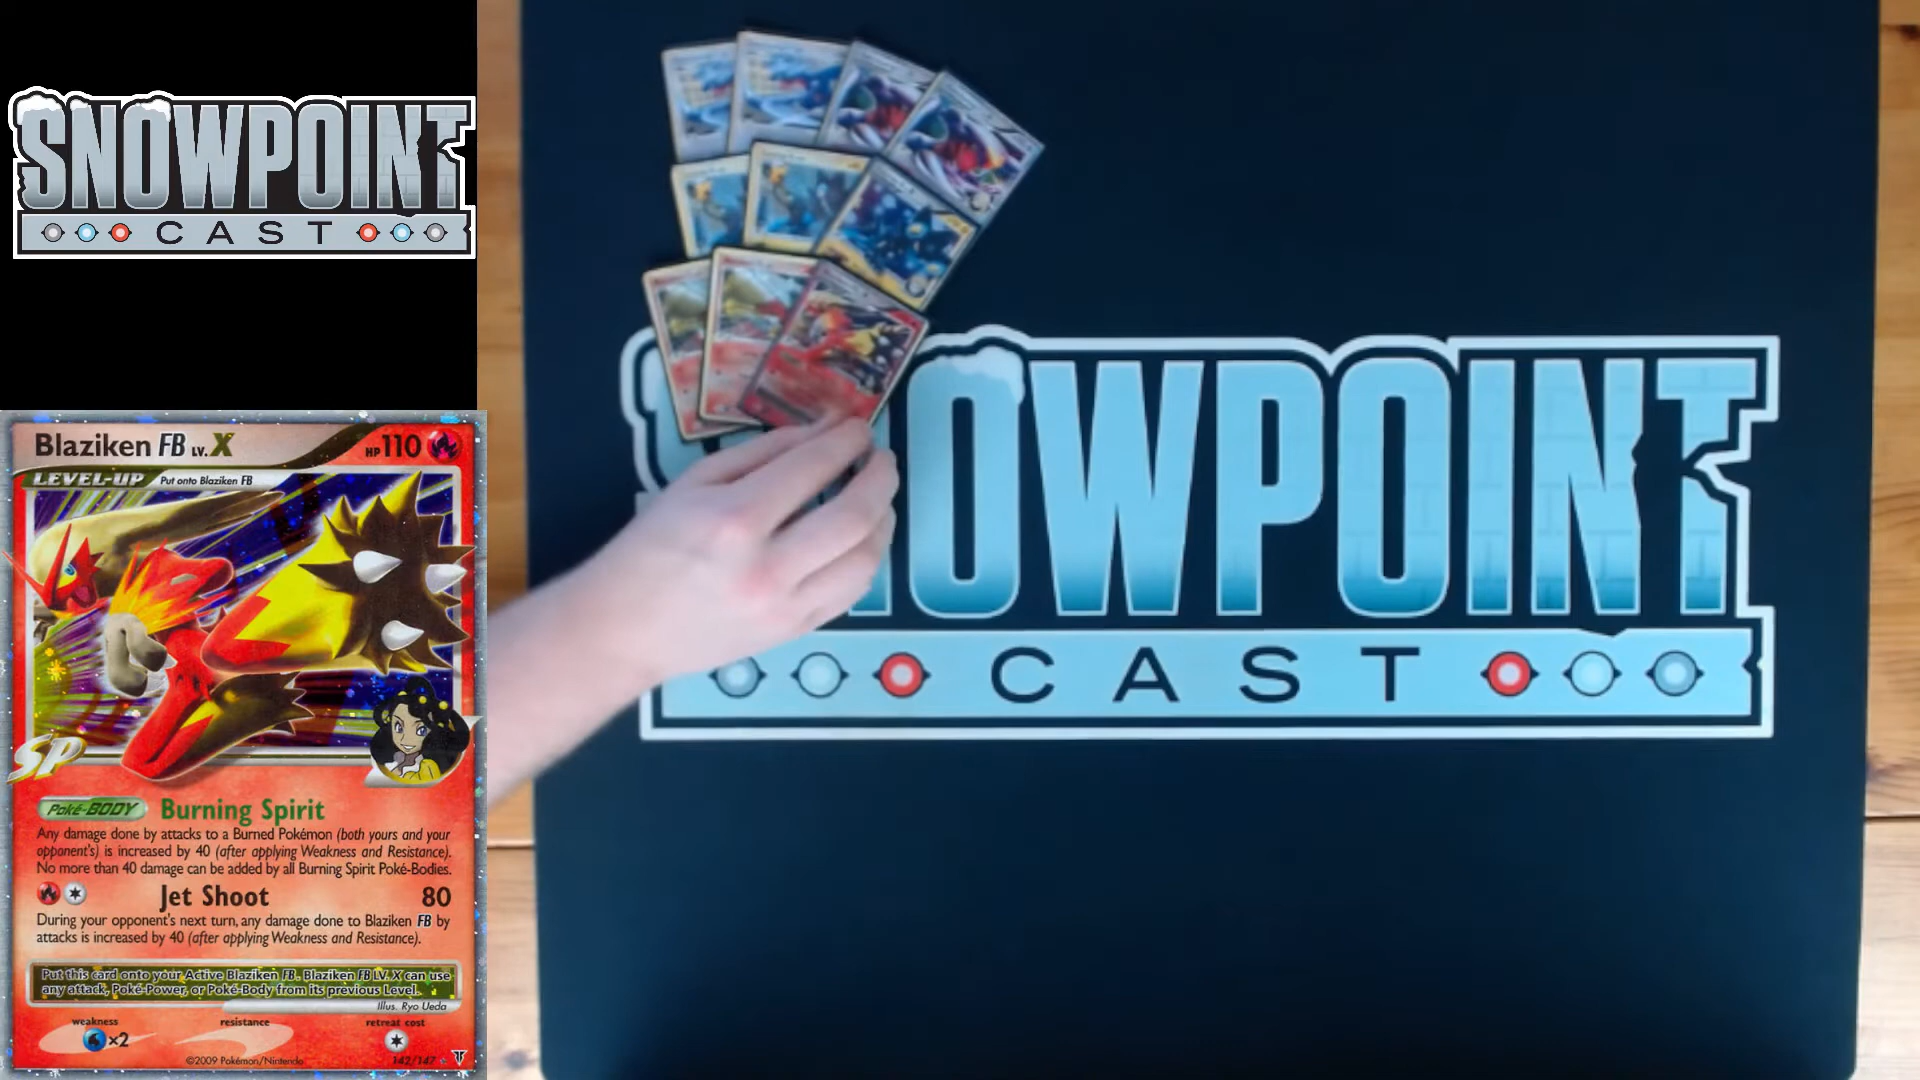 SNOWPOINT
CAST
Blaziken FB LV.X HP110
LEVEL-UP Put onto Blaziken FB
SP
Poké-BODY Burning Spirit
Any damage done by attacks to a Burned Pokémon (both yours and your
opponent's) is increased by 40 (after applying Weakness and Resistance).
No more than 40 damage can be added by all Burning Spirit Poké-Bodies.
Jet Shoot 80
During your opponent's next turn, any damage done to Blaziken FB by
attacks is increased by 40 (after applying Weakness and Resistance).
Put this card onto your Active Blaziken FB. Blaziken FB LV.X can use
any attack, Poké-Power, or Poké-Body from its previous Level.
Illus. Ryo Ueda
weakness resistance retreat cost
×2
©2009 Pokémon/Nintendo 142/147
OWPOINT
CAST